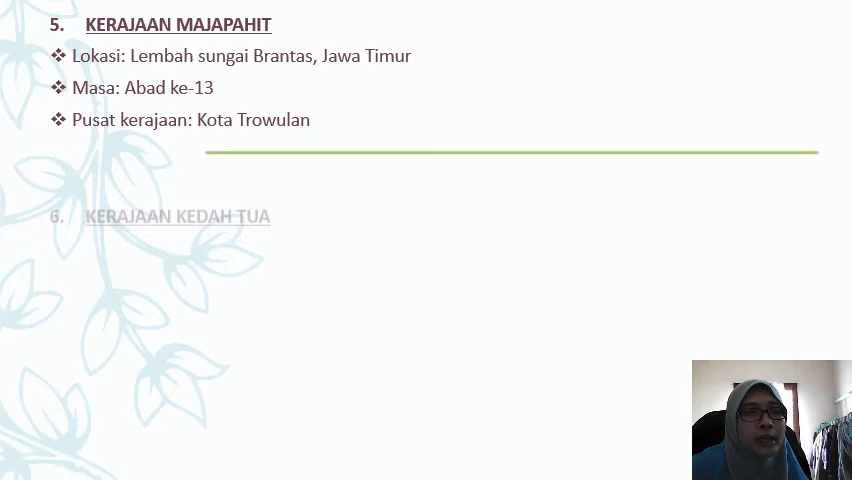 5. KERAJAAN MAJAPAHIT
❖ Lokasi: Lembah sungai Brantas, Jawa Timur
❖ Masa: Abad ke-13
❖ Pusat kerajaan: Kota Trowulan
6. KERAJAAN KEDAH TUA